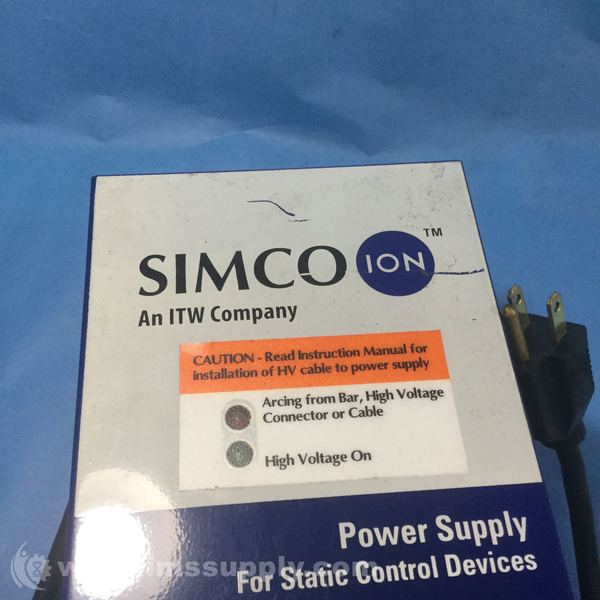 SIMCO ION™
An ITW Company
CAUTION - Read Instruction Manual for
installation of HV cable to power supply
Arcing from Bar, High Voltage
Connector or Cable
High Voltage On
Power Supply
For Static Control Devices